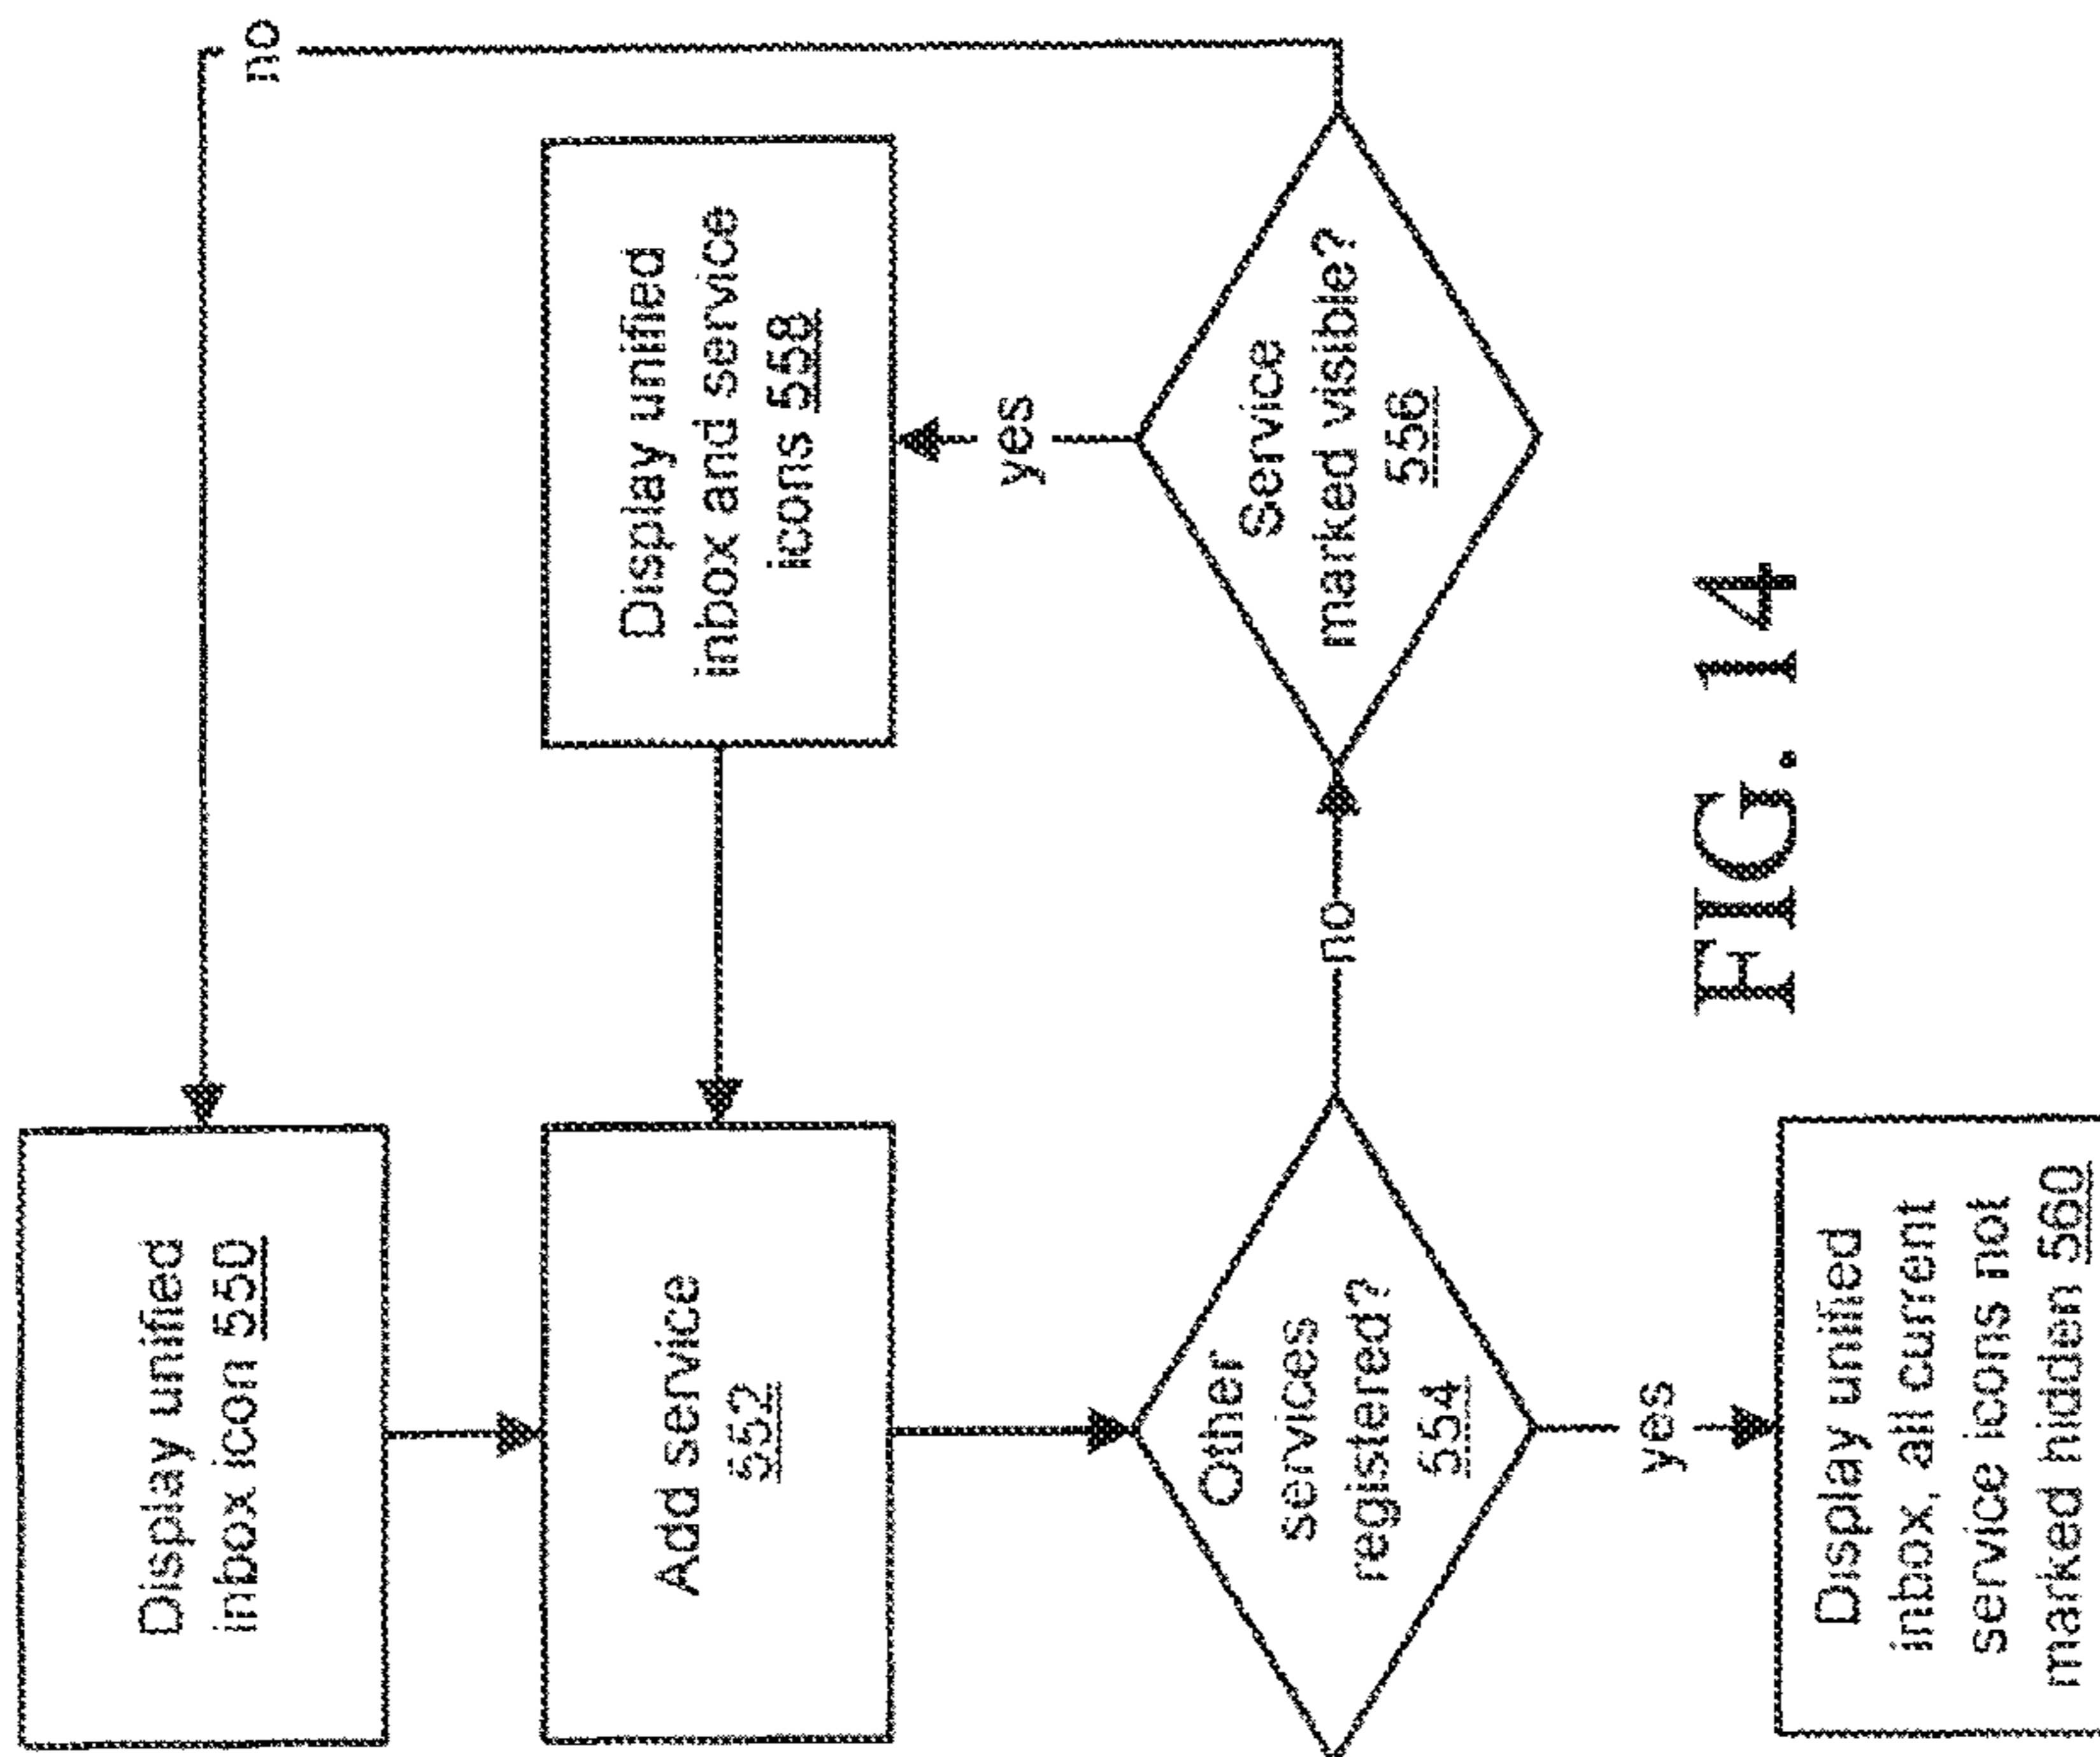 Display unified
inbox icon 550
Add service
552
Other
services
registered?
554
yes
Display unified
inbox, all current
service icons not
marked hidden 560
no
Service
marked visible?
556
yes
Display unified
inbox and service
icons 558
no
FIG. 14